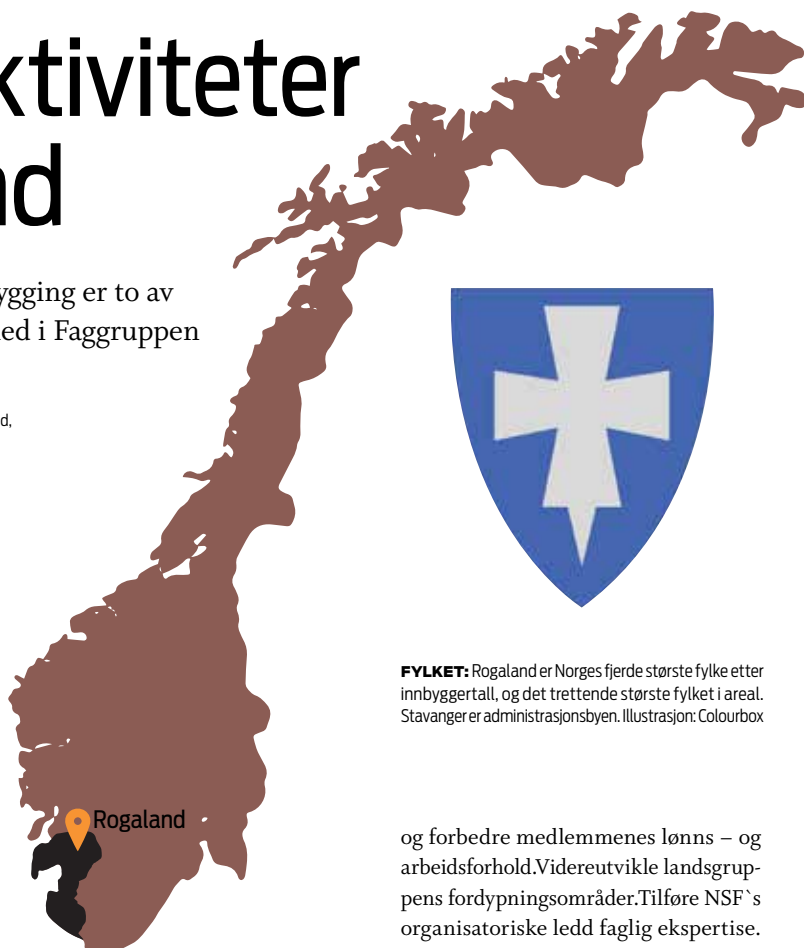 ktiviteter
nd
ygging er to av
ed i Faggruppen
d,
FYLKET: Rogaland er Norges fjerde største fylke etter
innbyggertall, og det trettende største fylket i areal.
Stavanger er administrasjonsbyen. Illustrasjon: Colourbox
Rogaland
og forbedre medlemmenes lønns – og
arbeidsforhold.Videreutvikle landsgrup-
pens fordypningsområder.Tilføre NSF`s
organisatoriske ledd faglig ekspertise.